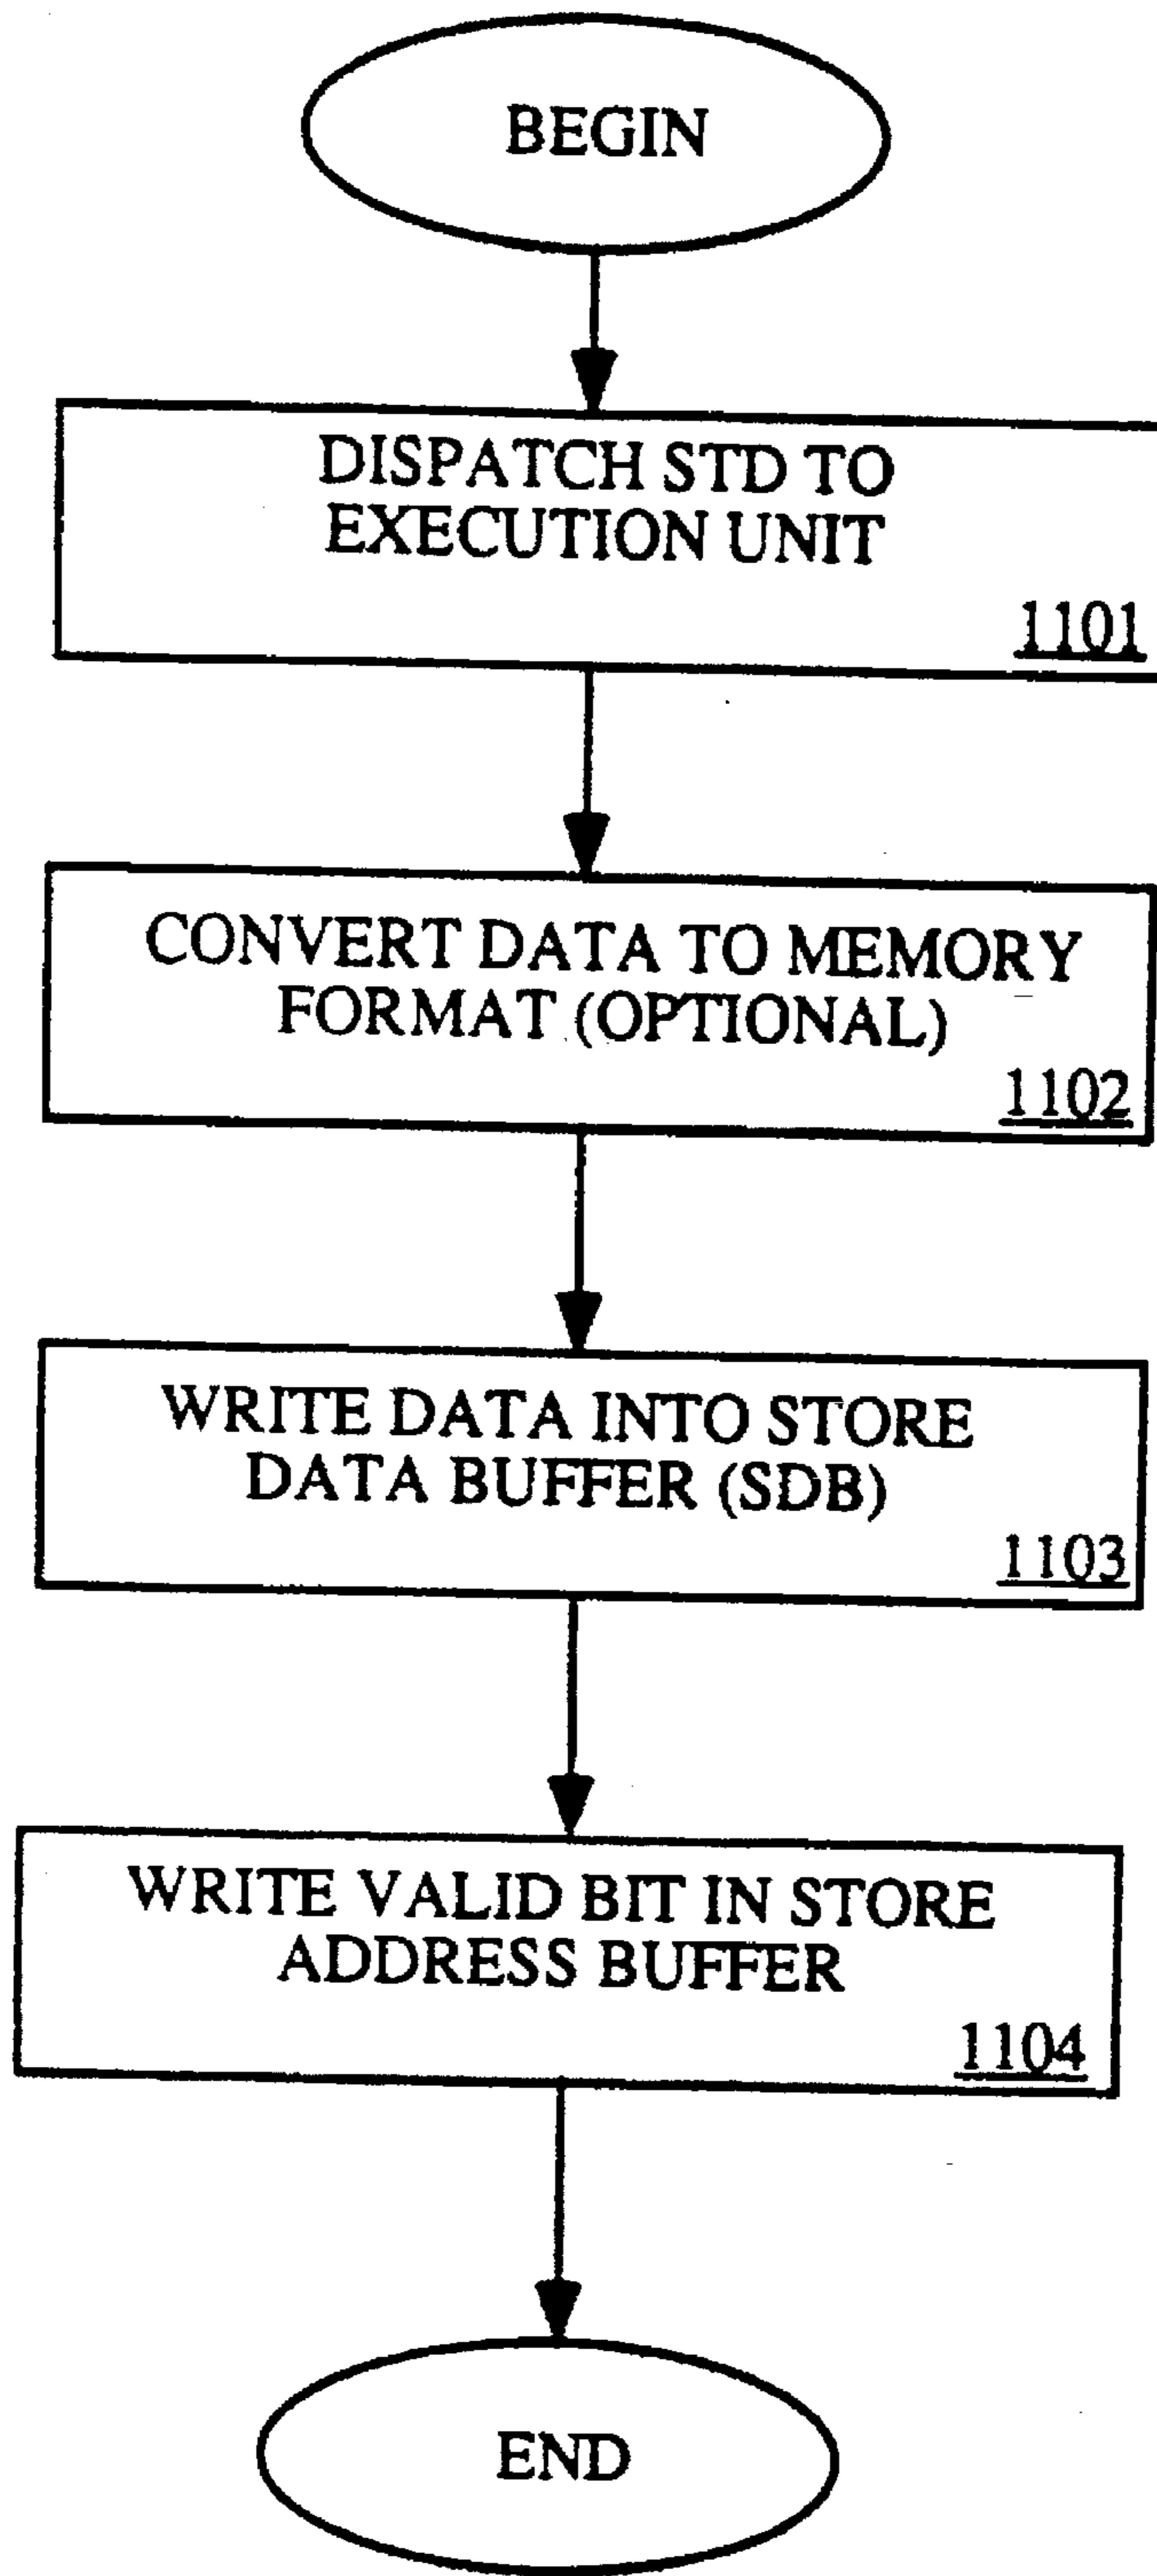 BEGIN
DISPATCH STD TO
EXECUTION UNIT
1101
CONVERT DATA TO MEMORY
FORMAT (OPTIONAL)
1102
WRITE DATA INTO STORE
DATA BUFFER (SDB)
1103
WRITE VALID BIT IN STORE
ADDRESS BUFFER
1104
END